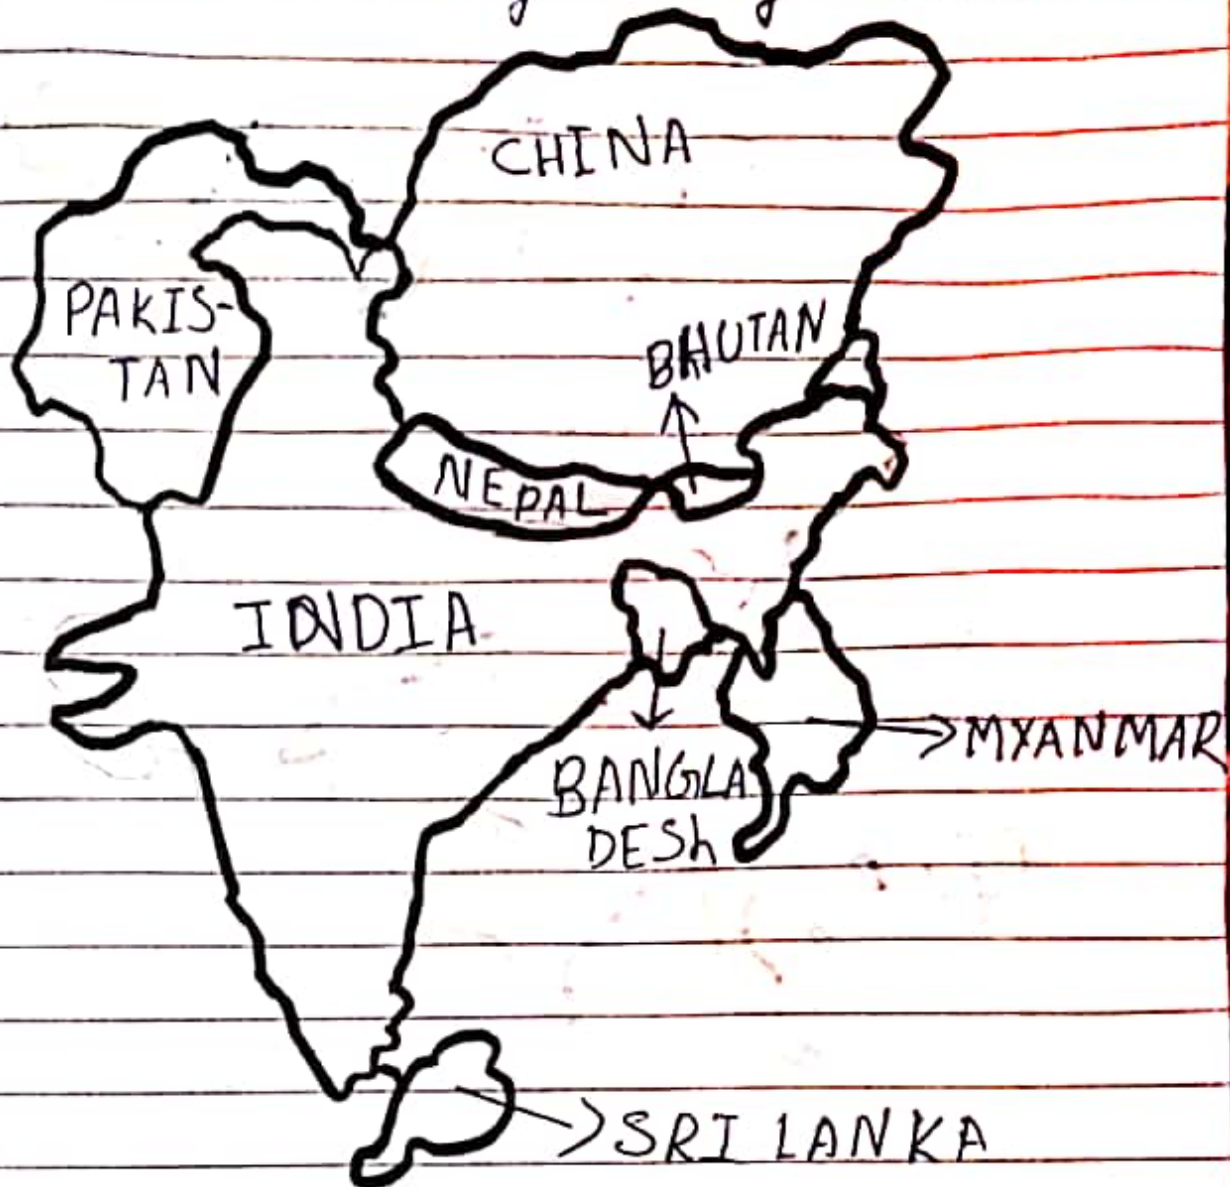 CHINA
PAKIS-
TAN
BHUTAN
NEPAL
INDIA
MYANMAR
BANGLA
DESh
SRI LANKA